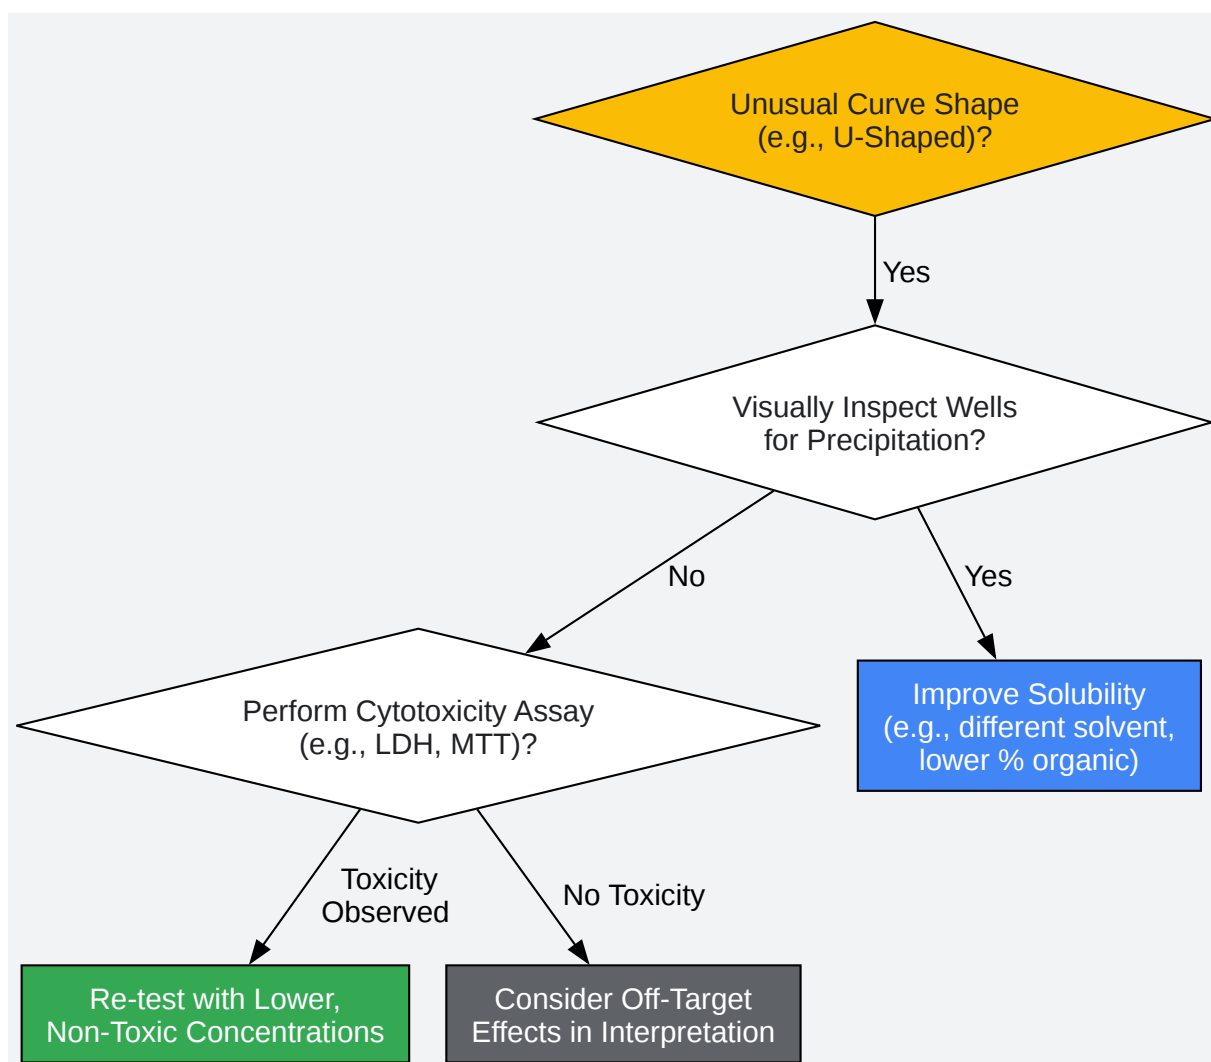 Unusual Curve Shape
(e.g., U-Shaped)?
Yes
Visually Inspect Wells
for Precipitation?
No
Yes
Perform Cytotoxicity Assay
(e.g., LDH, MTT)?
Improve Solubility
(e.g., different solvent,
lower % organic)
Toxicity
Observed
No Toxicity
Re-test with Lower,
Non-Toxic Concentrations
Consider Off-Target
Effects in Interpretation